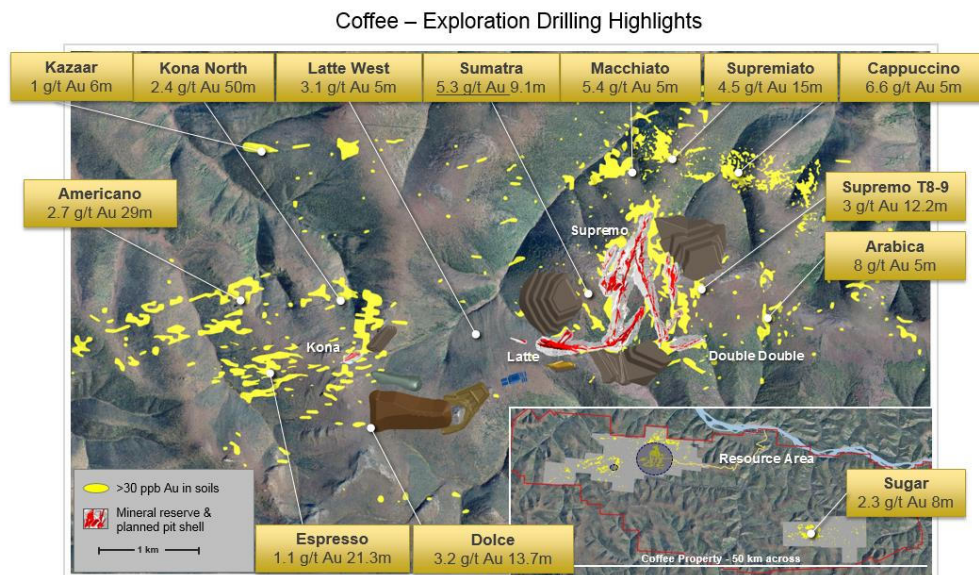 Coffee – Exploration Drilling Highlights
Kazaar
1 g/t Au 6m
Kona North
2.4 g/t Au 50m
Latte West
3.1 g/t Au 5m
Sumatra
5.3 g/t Au 9.1m
Macchiato
5.4 g/t Au 5m
Supremiato
4.5 g/t Au 15m
Cappuccino
6.6 g/t Au 5m
Americano
2.7 g/t Au 29m
Supremo T8-9
3 g/t Au 12.2m
Supremo
Arabica
8 g/t Au 5m
Kona
Latte
Double Double
Resource Area
Sugar
2.3 g/t Au 8m
Coffee Property - 50 km across
>30 ppb Au in soils
Mineral reserve &
planned pit shell
1 km
Espresso
1.1 g/t Au 21.3m
Dolce
3.2 g/t Au 13.7m